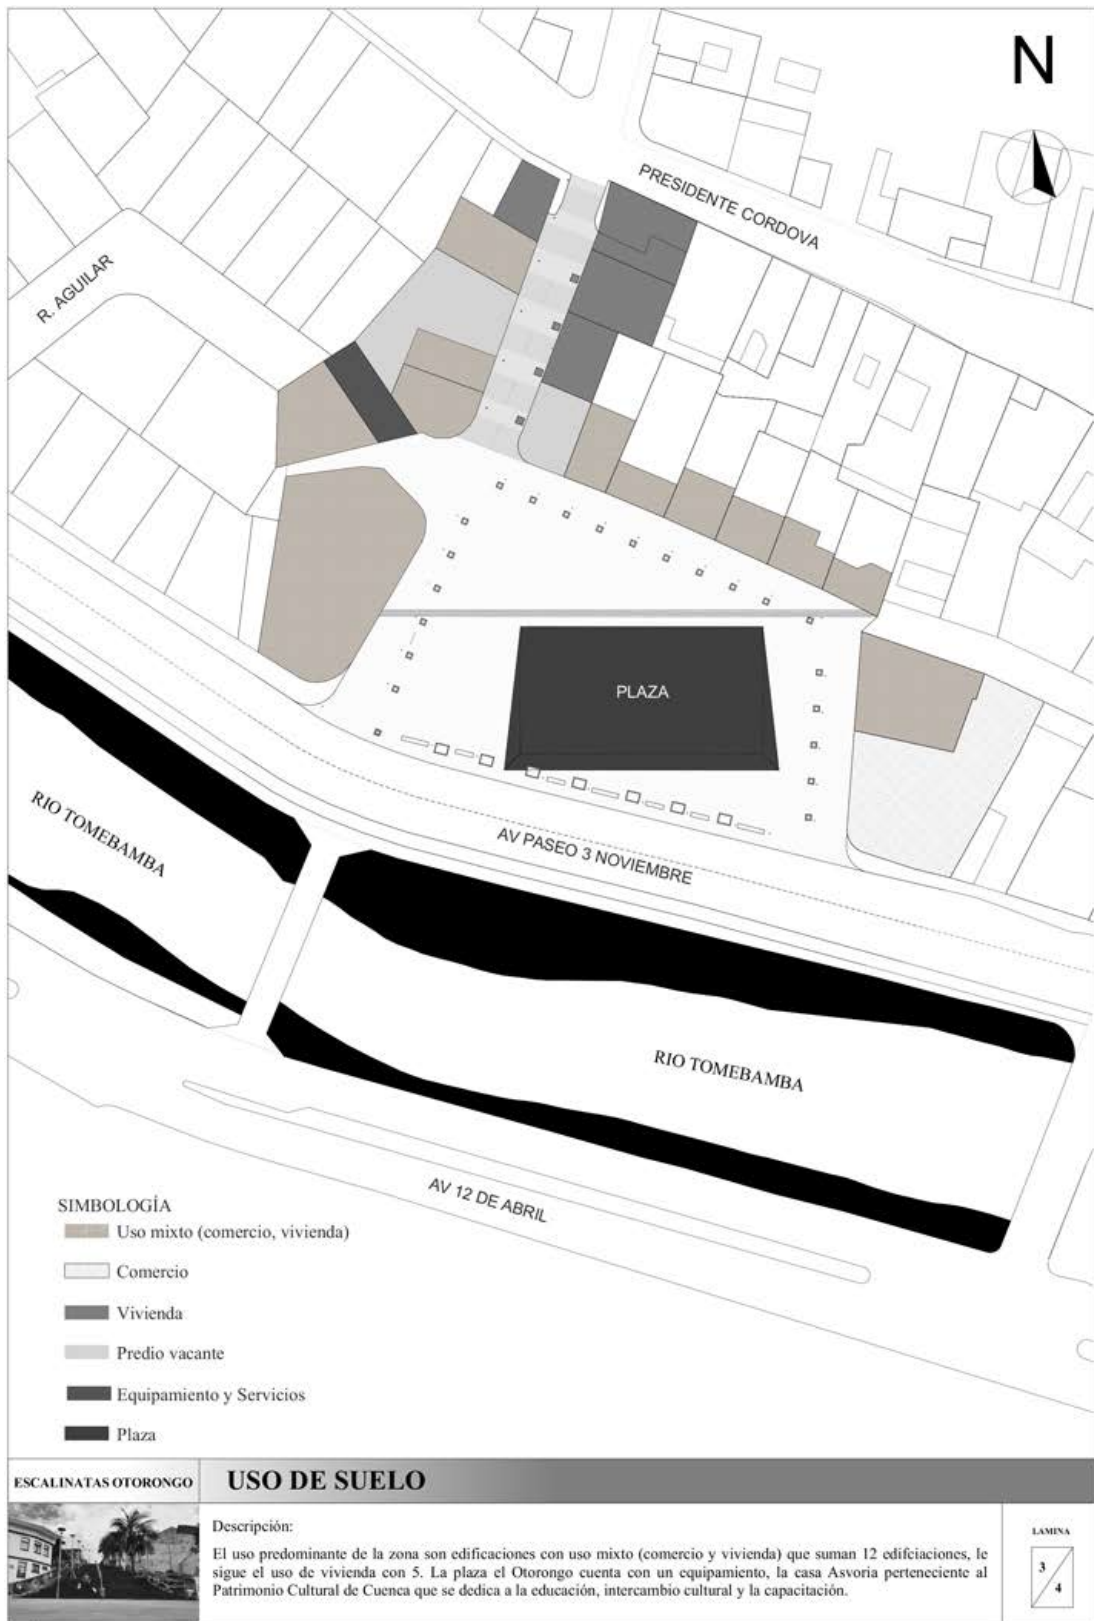 N
PRESIDENTE CORDOVA
R. AGUILAR
PLAZA
AV PASEO 3 NOVIEMBRE
RIO TOMEBAMBA
RIO TOMEBAMBA
AV 12 DE ABRIL
SIMBOLOGÍA
Uso mixto (comercio, vivienda)
Comercio
Vivienda
Predio vacante
Equipamiento y Servicios
Plaza
ESCALINATAS OTORONGO
USO DE SUELO
Descripción:
El uso predominante de la zona son edificaciones con uso mixto (comercio y vivienda) que suman 12 edifciaciones, le
sigue el uso de vivienda con 5. La plaza el Otorongo cuenta con un equipamiento, la casa Asvoria perteneciente al
Patrimonio Cultural de Cuenca que se dedica a la educación, intercambio cultural y la capacitación.
LAMINA
3
4